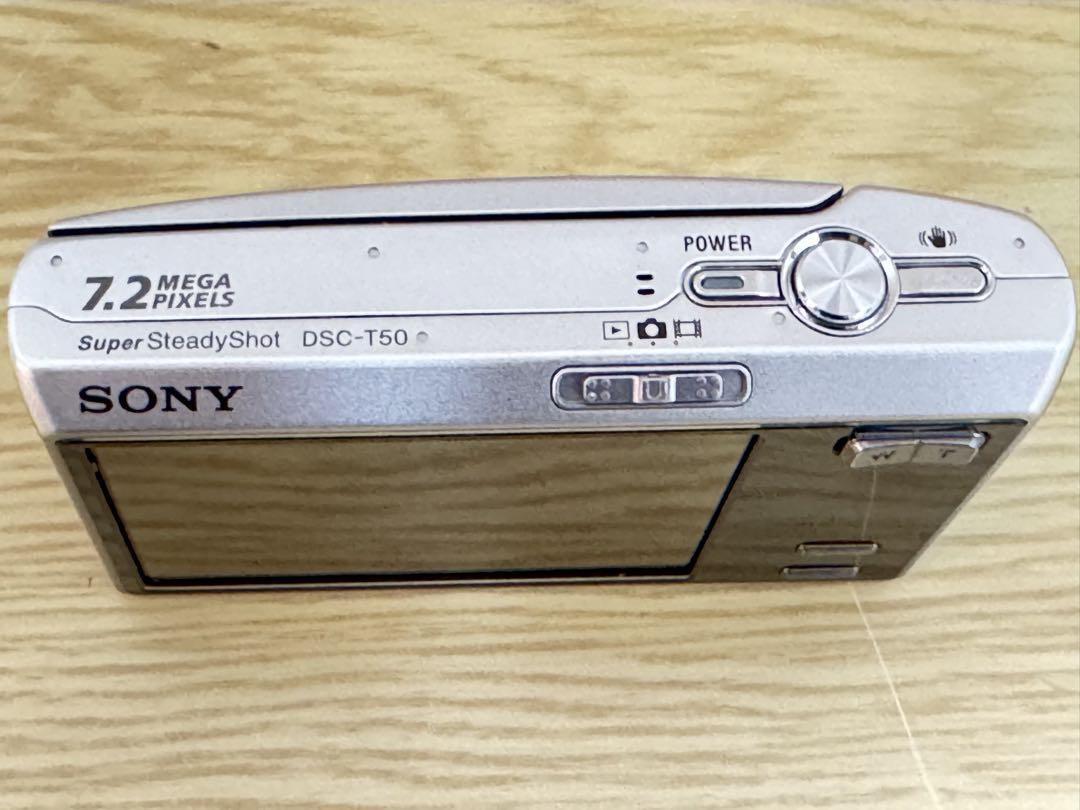 POWER
7.2 MEGA PIXELS
Super SteadyShot DSC-T50
SONY
W T